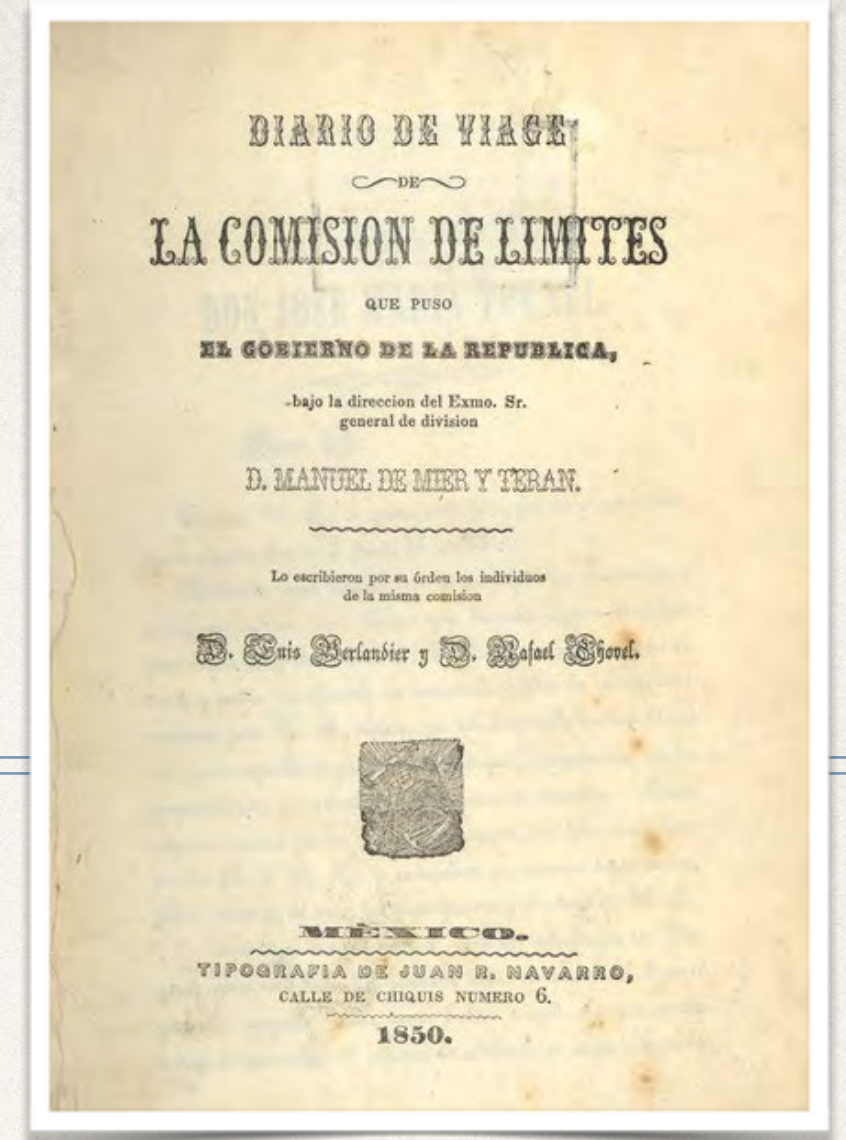 DIARIO DE VIAGE
DE
LA COMISION DE LIMITES
QUE PUSO
EL GOBIERNO DE LA REPUBLICA,
bajo la direccion del Exmo. Sr.
general de division
D. MANUEL DE MIER Y TERAN.
Lo escribieron por su órden los individuos
de la misma comision
D. Luis Berlandier y D. Rafael Chovel.
MÉXICO.
TIPOGRAFIA DE JUAN R. NAVARRO,
CALLE DE CHIQUIS NUMERO 6.
1850.